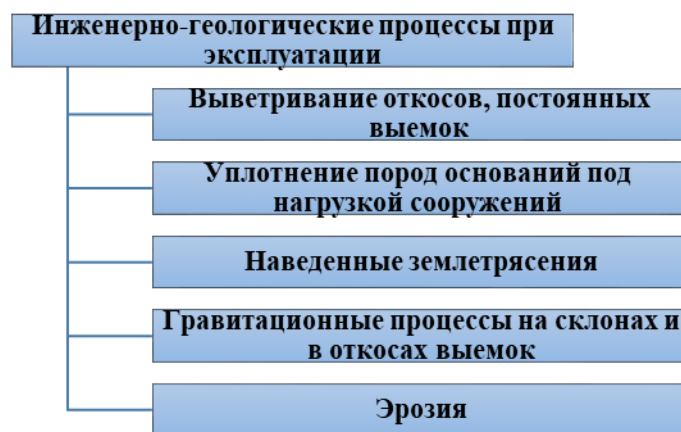 Инженерно-геологические процессы при
эксплуатации
Выветривание откосов, постоянных
выемок
Уплотнение пород оснований под
нагрузкой сооружений
Наведенные землетрясения
Гравитационные процессы на склонах и
в откосах выемок
Эрозия